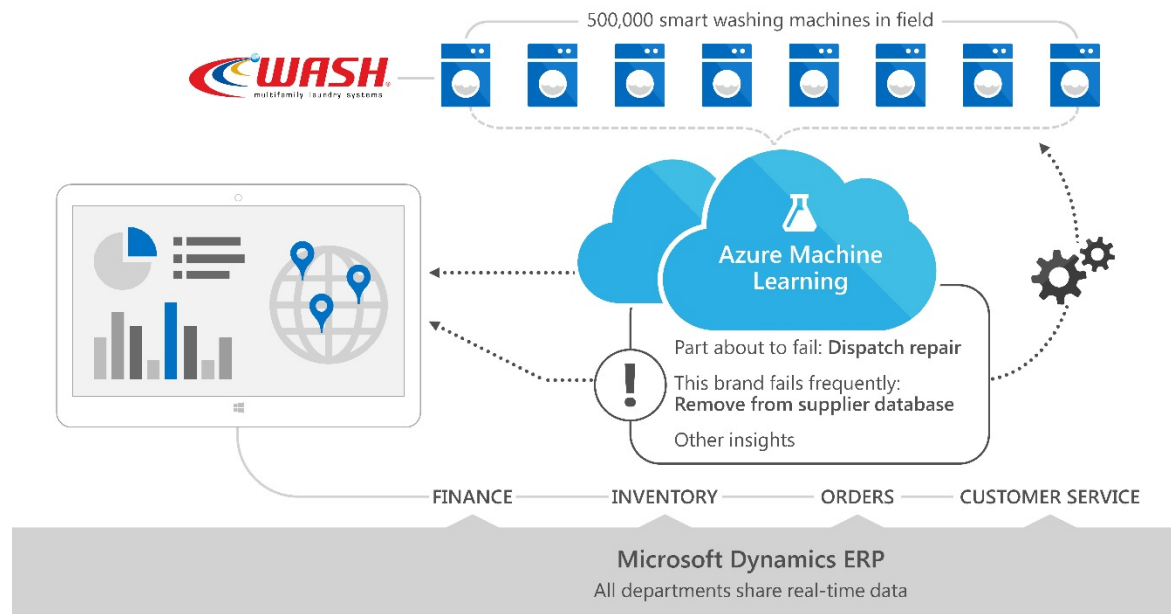 500,000 smart washing machines in field
WASH®
multifamily laundry systems
Azure Machine
Learning
Part about to fail: Dispatch repair
This brand fails frequently:
Remove from supplier database
Other insights
!
FINANCE INVENTORY ORDERS CUSTOMER SERVICE
Microsoft Dynamics ERP
All departments share real-time data